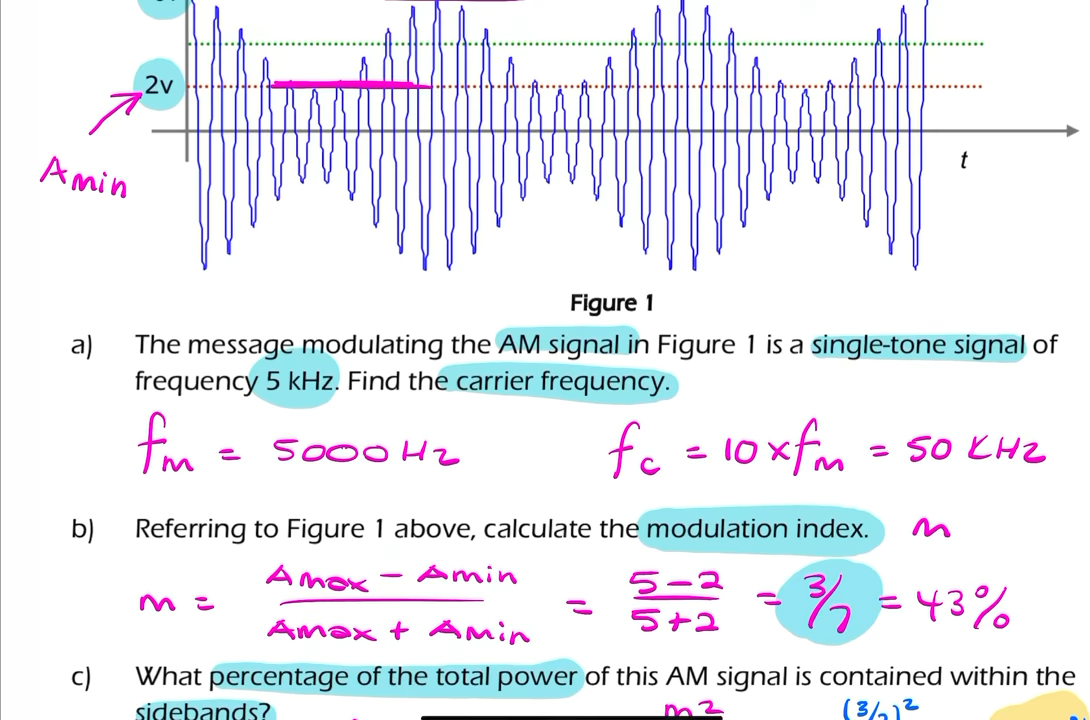 2v
A min
t
Figure 1
a) The message modulating the AM signal in Figure 1 is a single-tone signal of
frequency 5 kHz. Find the carrier frequency.
fm = 5000 Hz fc = 10 x fm = 50 KHz
b) Referring to Figure 1 above, calculate the modulation index. m
m = Amax - Amin / Amax + Amin = 5-2 / 5+2 = 3/7 = 43%
c) What percentage of the total power of this AM signal is contained within the
sidebands? m2 (3/7)2